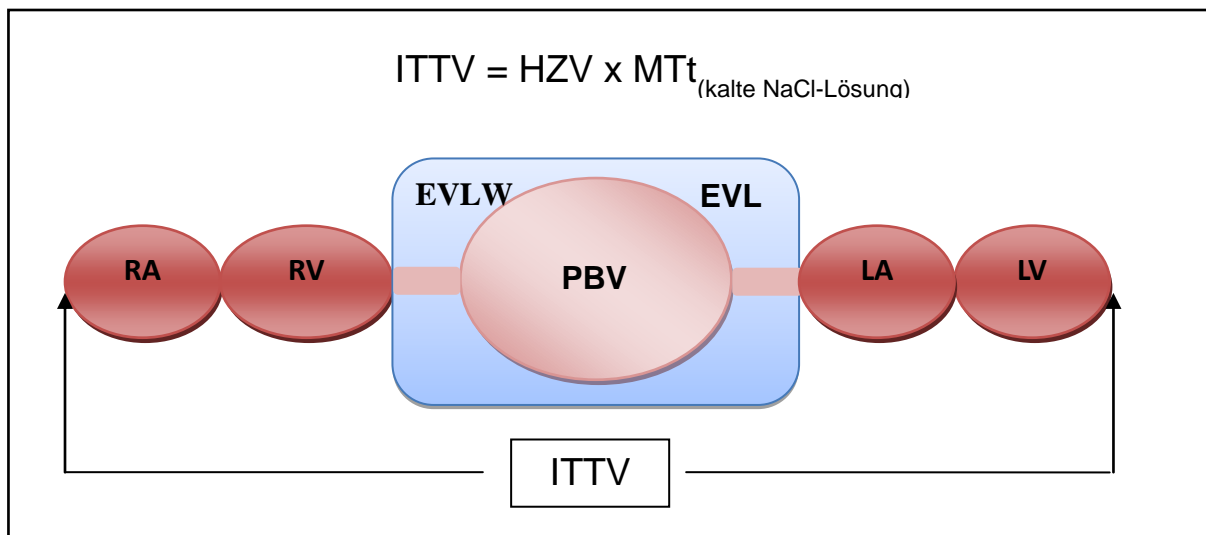 ITTV = HZV x MTt(kalte NaCl-Lösung)
EVLW EVL
RA RV PBV LA LV
ITTV